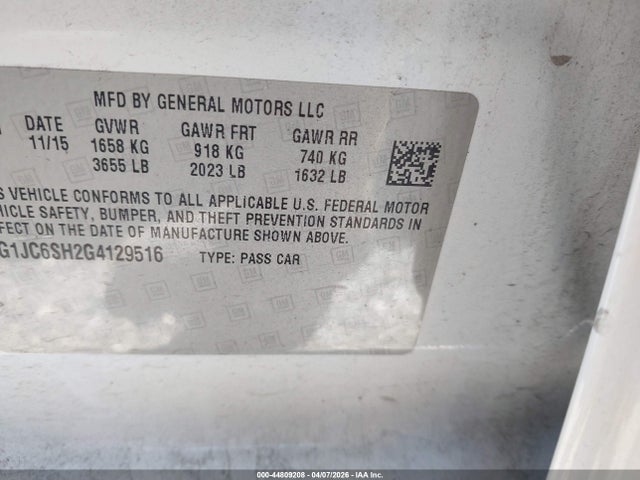 MFD BY GENERAL MOTORS LLC
DATE GVWR GAWR FRT GAWR RR
11/15 1658 KG 918 KG 740 KG
3655 LB 2023 LB 1632 LB
S VEHICLE CONFORMS TO ALL APPLICABLE U.S. FEDERAL MOTOR
EHICLE SAFETY, BUMPER, AND THEFT PREVENTION STANDARDS IN
FECT ON THE DATE OF MANUFACTURE SHOWN ABOVE.
G1JC6SH2G4129516 TYPE: PASS CAR
000-44809208 - 04/07/2026 - IAA Inc.